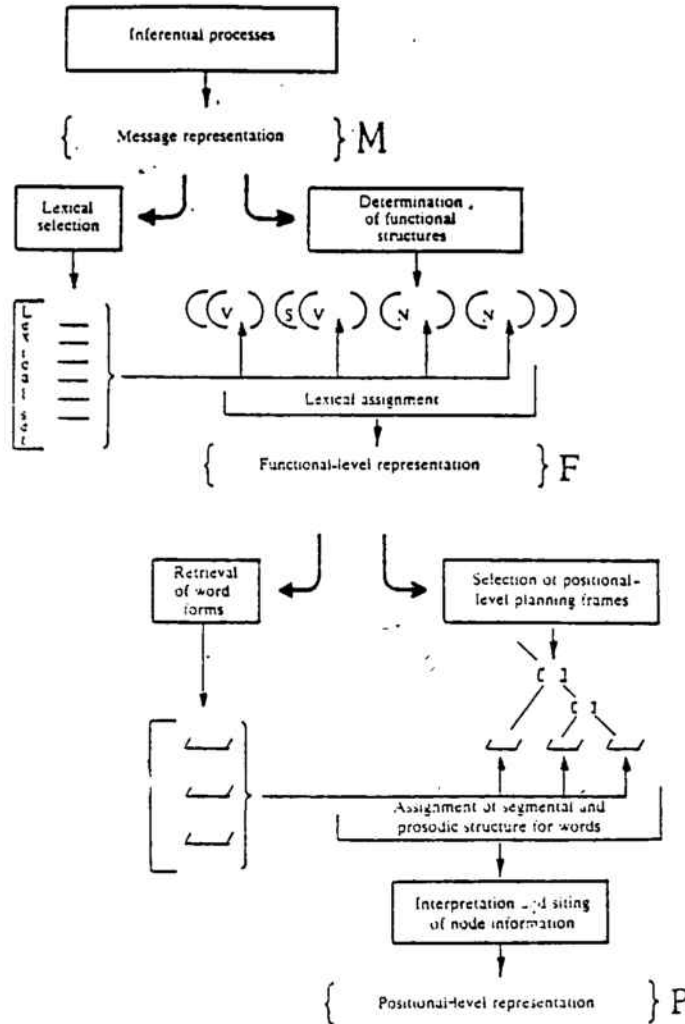 Inferential processes
Message representation
M
Lexical
selection
Determination
of functional
structures
Lexical set
V
S
V
N
N
Lexical assignment
Functional-level representation
F
Retrieval
of word
forms
Selection of positional-
level planning frames
Assignment of segmental and
prosodic structure for words
Interpretation and siting
of node information
Positional-level representation
P